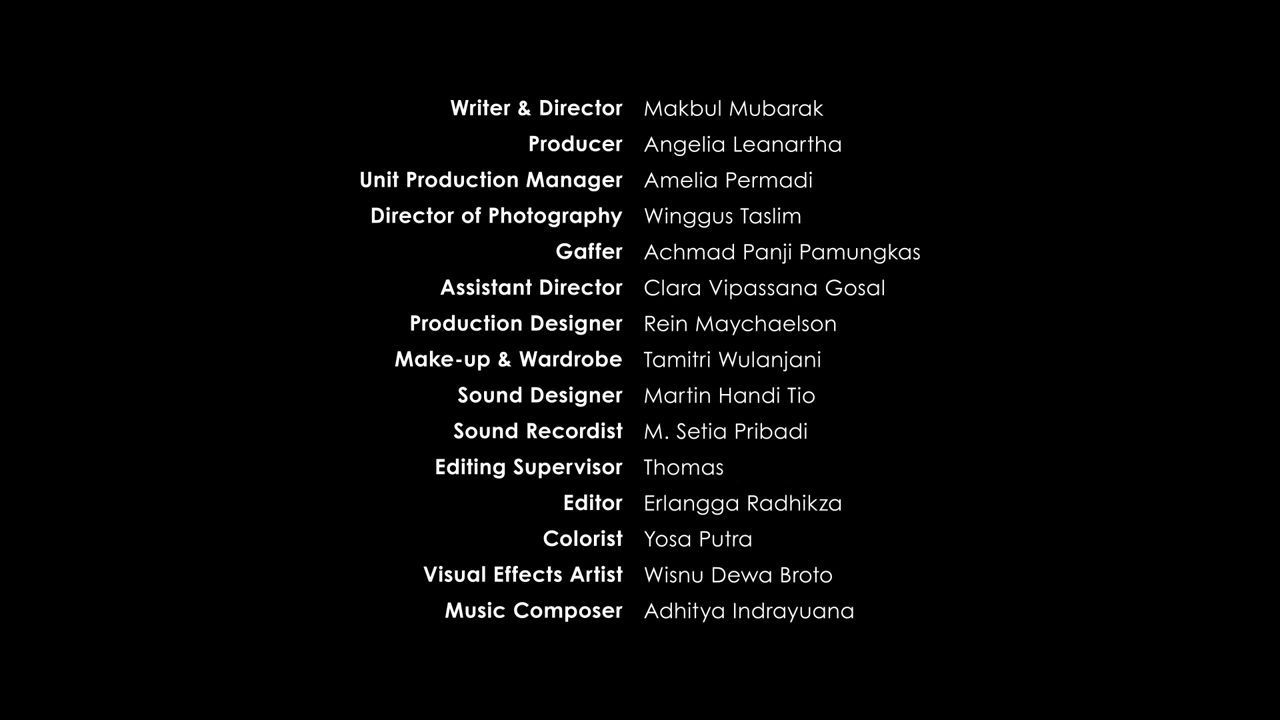 Writer & Director Makbul Mubarak
Producer Angelia Leanartha
Unit Production Manager Amelia Permadi
Director of Photography Winggus Taslim
Gaffer Achmad Panji Pamungkas
Assistant Director Clara Vipassana Gosal
Production Designer Rein Maychaelson
Make-up & Wardrobe Tamitri Wulanjani
Sound Designer Martin Handi Tio
Sound Recordist M. Setia Pribadi
Editing Supervisor Thomas
Editor Erlangga Radhikza
Colorist Yosa Putra
Visual Effects Artist Wisnu Dewa Broto
Music Composer Adhitya Indrayuana